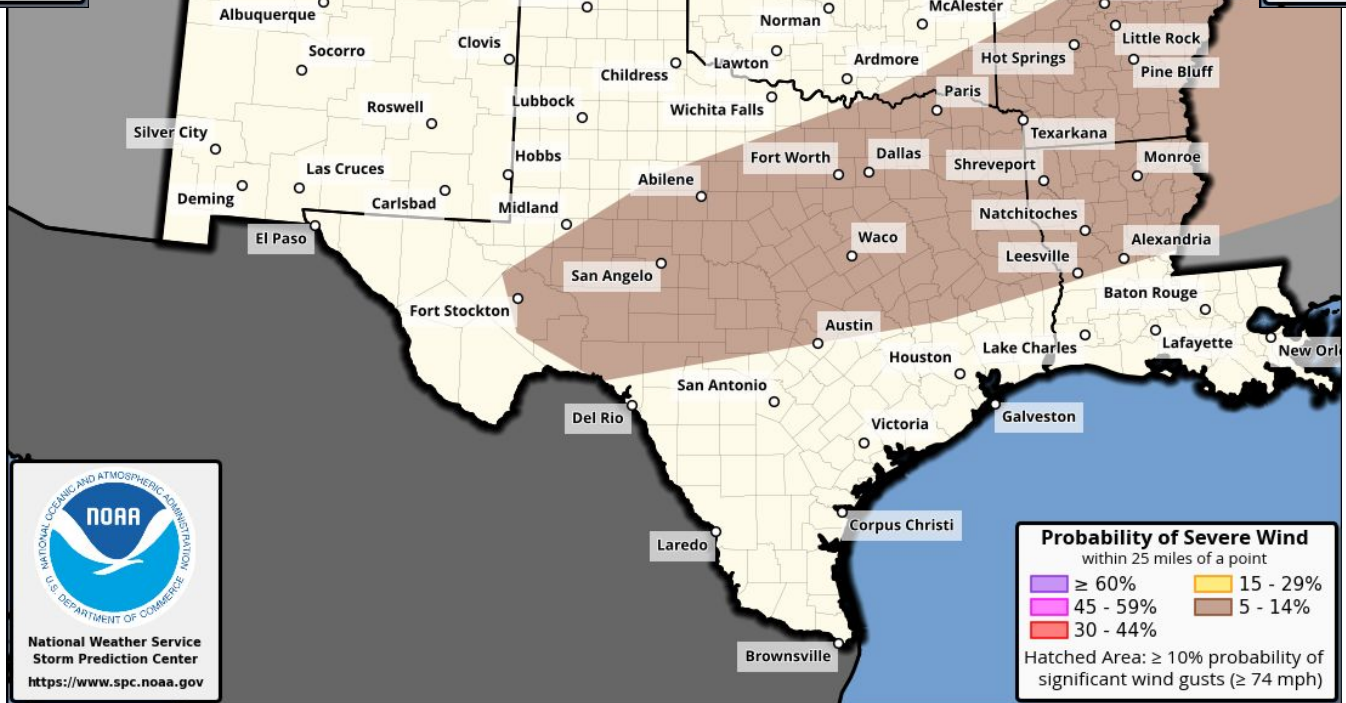 Albuquerque
Norman
McAlester
Socorro
Clovis
Childress
Lawton
Ardmore
Hot Springs
Little Rock
Pine Bluff
Roswell
Lubbock
Wichita Falls
Paris
Silver City
Texarkana
Las Cruces
Hobbs
Fort Worth
Dallas
Shreveport
Monroe
Deming
Carlsbad
Midland
Abilene
Natchitoches
El Paso
San Angelo
Waco
Leesville
Alexandria
Fort Stockton
Austin
Baton Rouge
Houston
Lake Charles
Lafayette
New Orl
San Antonio
Del Rio
Victoria
Galveston
Corpus Christi
Laredo
Brownsville
NATIONAL OCEANIC AND ATMOSPHERIC ADMINISTRATION
NOAA
U.S. DEPARTMENT OF COMMERCE
National Weather Service
Storm Prediction Center
https://www.spc.noaa.gov
Probability of Severe Wind
within 25 miles of a point
≥ 60% 15 - 29%
45 - 59% 5 - 14%
30 - 44%
Hatched Area: ≥ 10% probability of
significant wind gusts (≥ 74 mph)